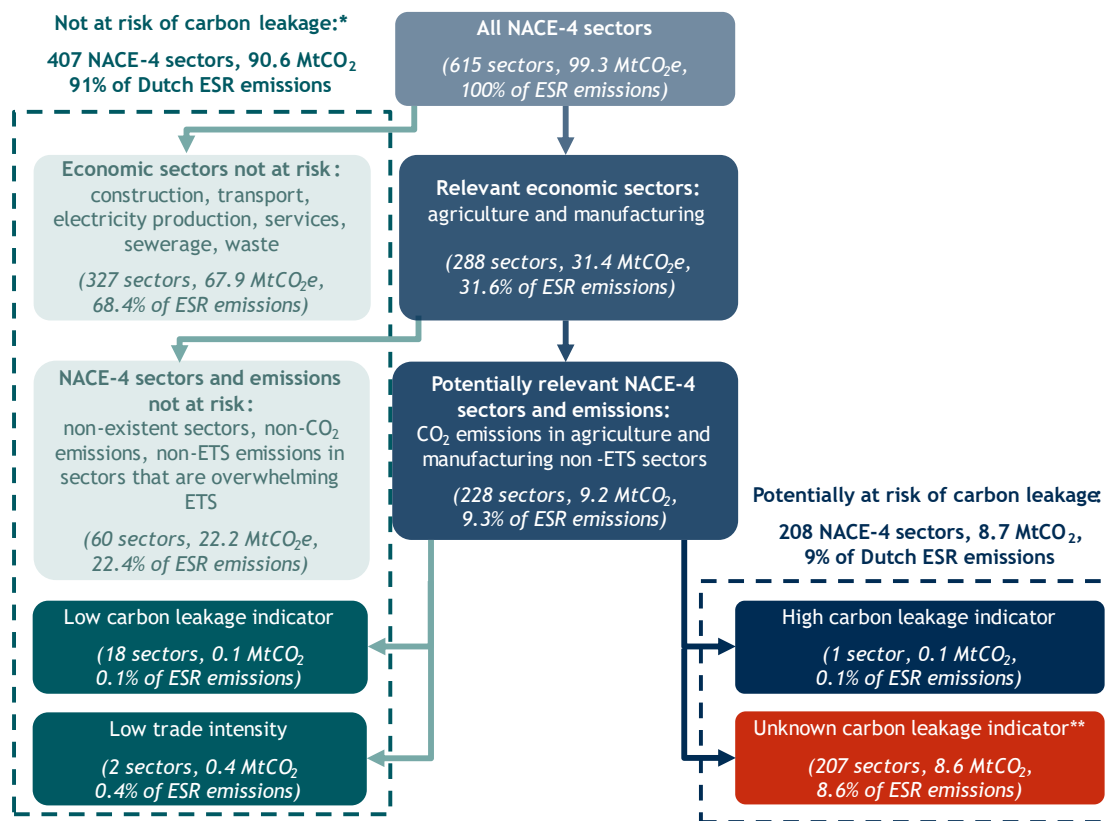 Not at risk of carbon leakage:*
407 NACE-4 sectors, 90.6 MtCO₂
91% of Dutch ESR emissions
All NACE-4 sectors
(615 sectors, 99.3 MtCO₂e,
100% of ESR emissions)
Economic sectors not at risk:
construction, transport,
electricity production, services,
sewerage, waste
(327 sectors, 67.9 MtCO₂e,
68.4% of ESR emissions)
Relevant economic sectors:
agriculture and manufacturing
(288 sectors, 31.4 MtCO₂e,
31.6% of ESR emissions)
NACE-4 sectors and emissions
not at risk:
non-existent sectors, non-CO₂
emissions, non-ETS emissions in
sectors that are overwhelming
ETS
(60 sectors, 22.2 MtCO₂e,
22.4% of ESR emissions)
Potentially relevant NACE-4
sectors and emissions:
CO₂ emissions in agriculture and
manufacturing non-ETS sectors
(228 sectors, 9.2 MtCO₂,
9.3% of ESR emissions)
Potentially at risk of carbon leakage:
208 NACE-4 sectors, 8.7 MtCO₂,
9% of Dutch ESR emissions
Low carbon leakage indicator
(18 sectors, 0.1 MtCO₂
0.1% of ESR emissions)
High carbon leakage indicator
(1 sector, 0.1 MtCO₂,
0.1% of ESR emissions)
Low trade intensity
(2 sectors, 0.4 MtCO₂
0.4% of ESR emissions)
Unknown carbon leakage indicator**
(207 sectors, 8.6 MtCO₂,
8.6% of ESR emissions)